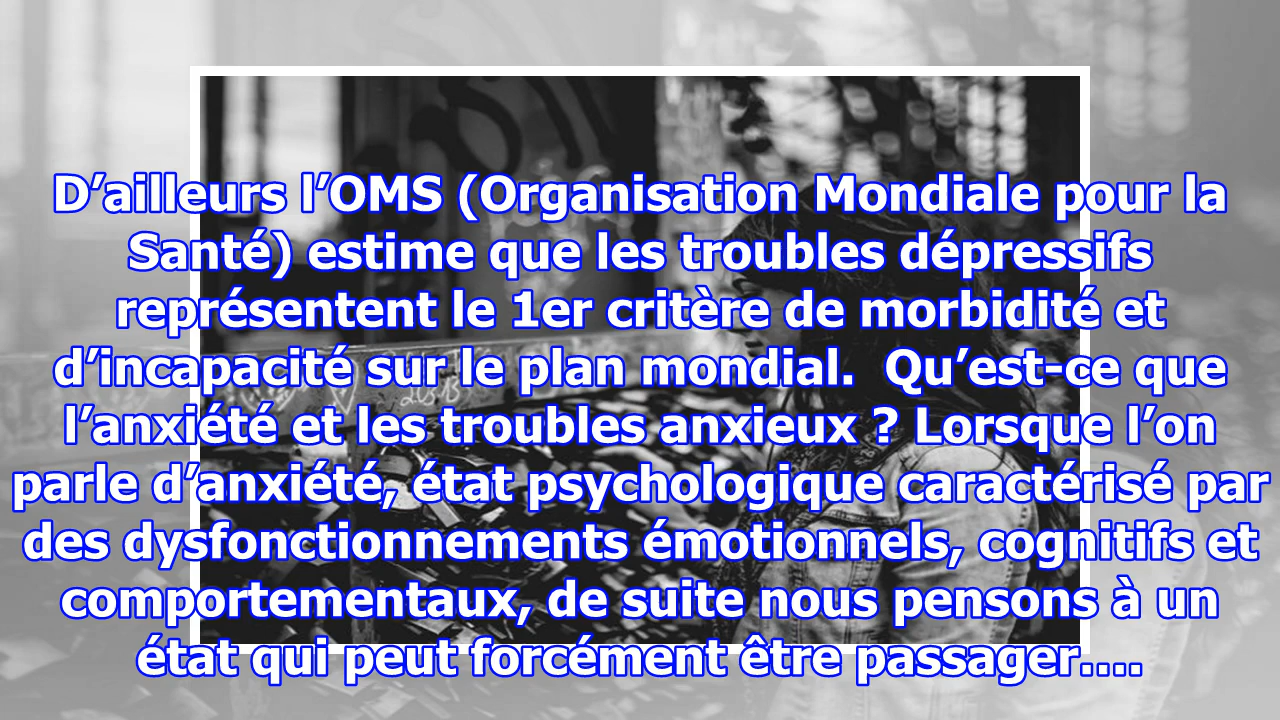 D’ailleurs l’OMS (Organisation Mondiale pour la
Santé) estime que les troubles dépressifs
représentent le 1er critère de morbidité et
d’incapacité sur le plan mondial.  Qu’est-ce que
l’anxiété et les troubles anxieux ? Lorsque l’on
parle d’anxiété, état psychologique caractérisé par
des dysfonctionnements émotionnels, cognitifs et
comportementaux, de suite nous pensons à un
état qui peut forcément être passager....